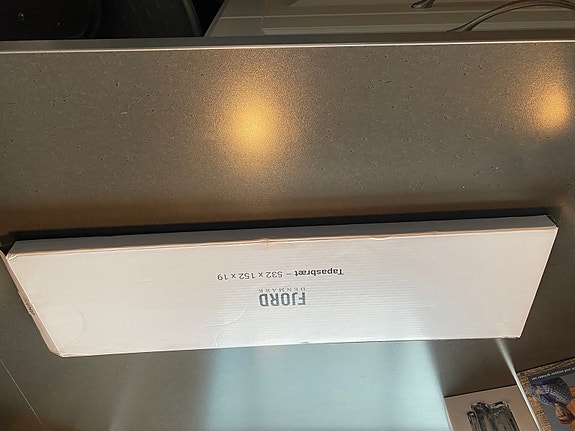 FJORD
DENMARK
Tapasbræt – 532 x 152 x 19